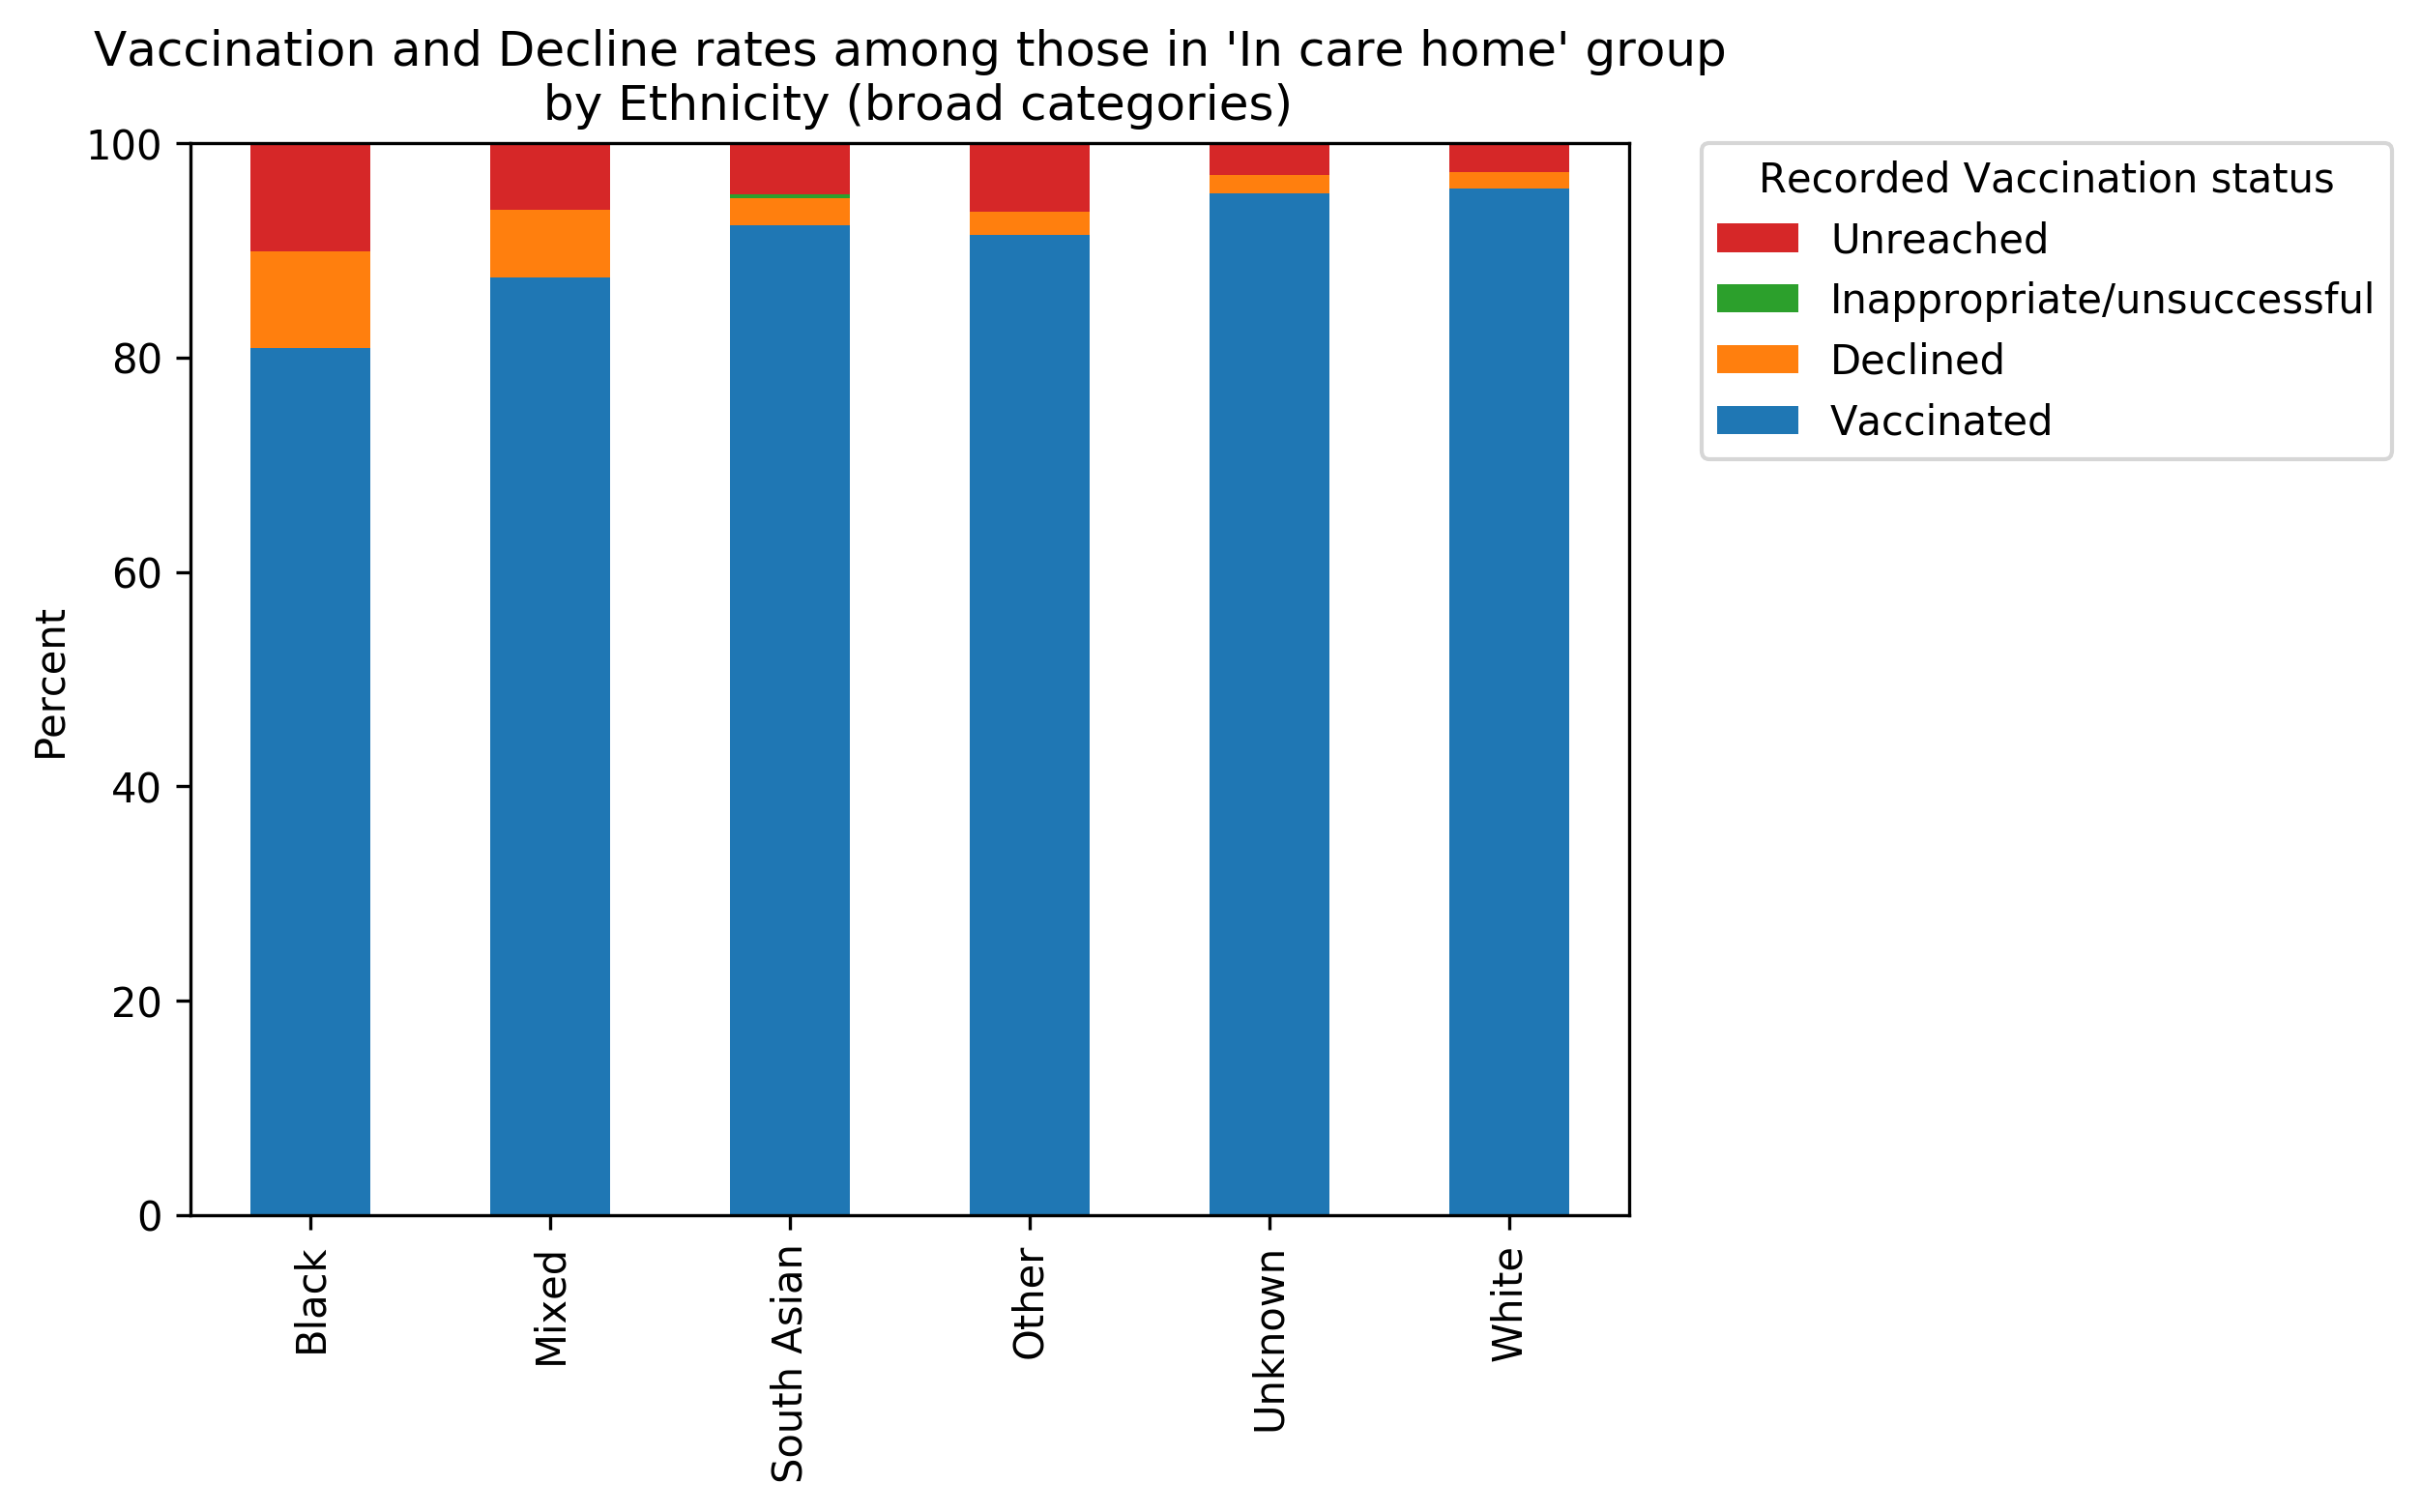 Vaccination and Decline rates among those in 'In care home' group
by Ethnicity (broad categories)
100
80
60
40
20
0
Percent
Black
Mixed
South Asian
Other
Unknown
White
Recorded Vaccination status
Unreached
Inappropriate/unsuccessful
Declined
Vaccinated